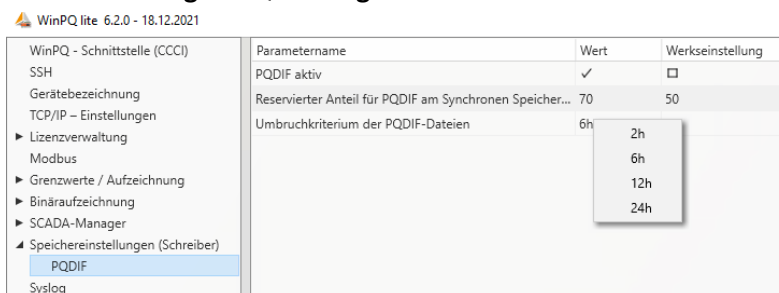 WinPQ lite 6.2.0 - 18.12.2021
WinPQ - Schnittstelle (CCCI)
SSH
Gerätebezeichnung
TCP/IP – Einstellungen
Lizenzverwaltung
Modbus
Grenzwerte / Aufzeichnung
Binäraufzeichnung
SCADA-Manager
Speichereinstellungen (Schreiber)
PQDIF
Syslog
Parametername Wert Werkseinstellung
PQDIF aktiv ✓
Reservierter Anteil für PQDIF am Synchronen Speicher... 70 50
Umbruchkriterium der PQDIF-Dateien 6h
2h
6h
12h
24h